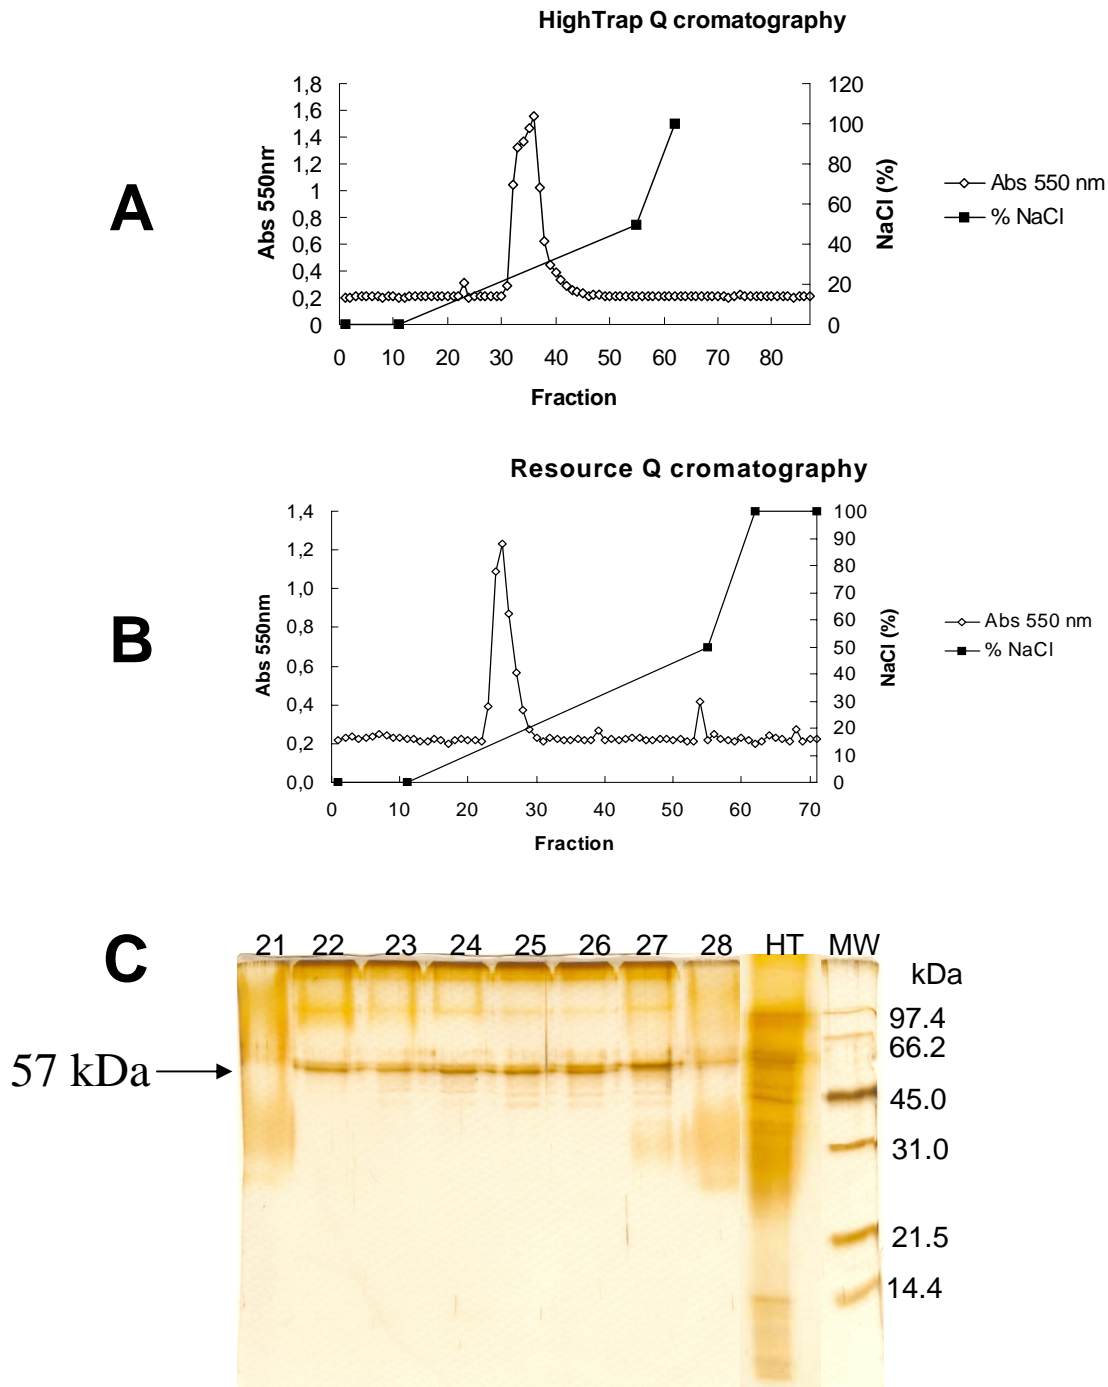 HighTrap Q cromatography
A
1,8
1,6
1,4
1,2
1
0,8
0,6
0,4
0,2
0
Abs 550nm
120
100
80
60
40
20
0
NaCl (%)
0 10 20 30 40 50 60 70 80
Fraction
Abs 550 nm
% NaCl
Resource Q cromatography
B
1,4
1,2
1,0
0,8
0,6
0,4
0,2
0,0
Abs 550nm
100
90
80
70
60
50
40
30
20
10
0
NaCl (%)
0 10 20 30 40 50 60 70
Fraction
Abs 550 nm
% NaCl
C
21 22 23 24 25 26 27 28 HT MW
kDa
97.4
66.2
57 kDa
45.0
31.0
21.5
14.4